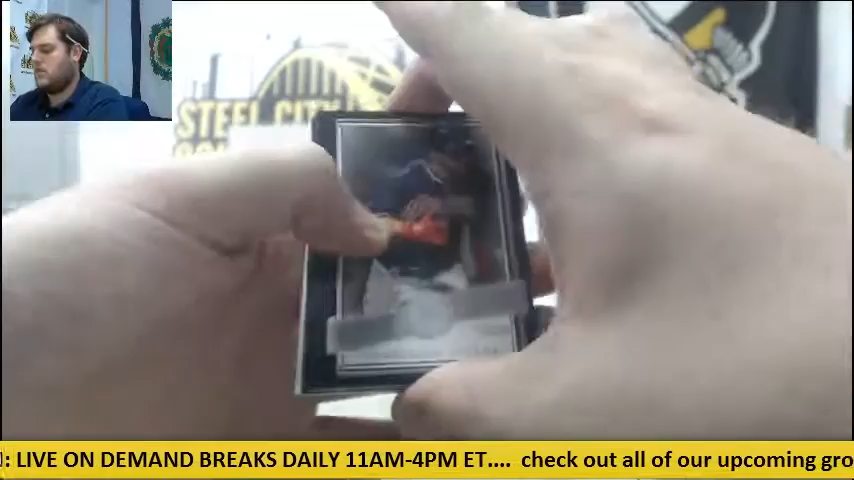 STEEL CITY
: LIVE ON DEMAND BREAKS DAILY 11AM-4PM ET.... check out all of our upcoming gro